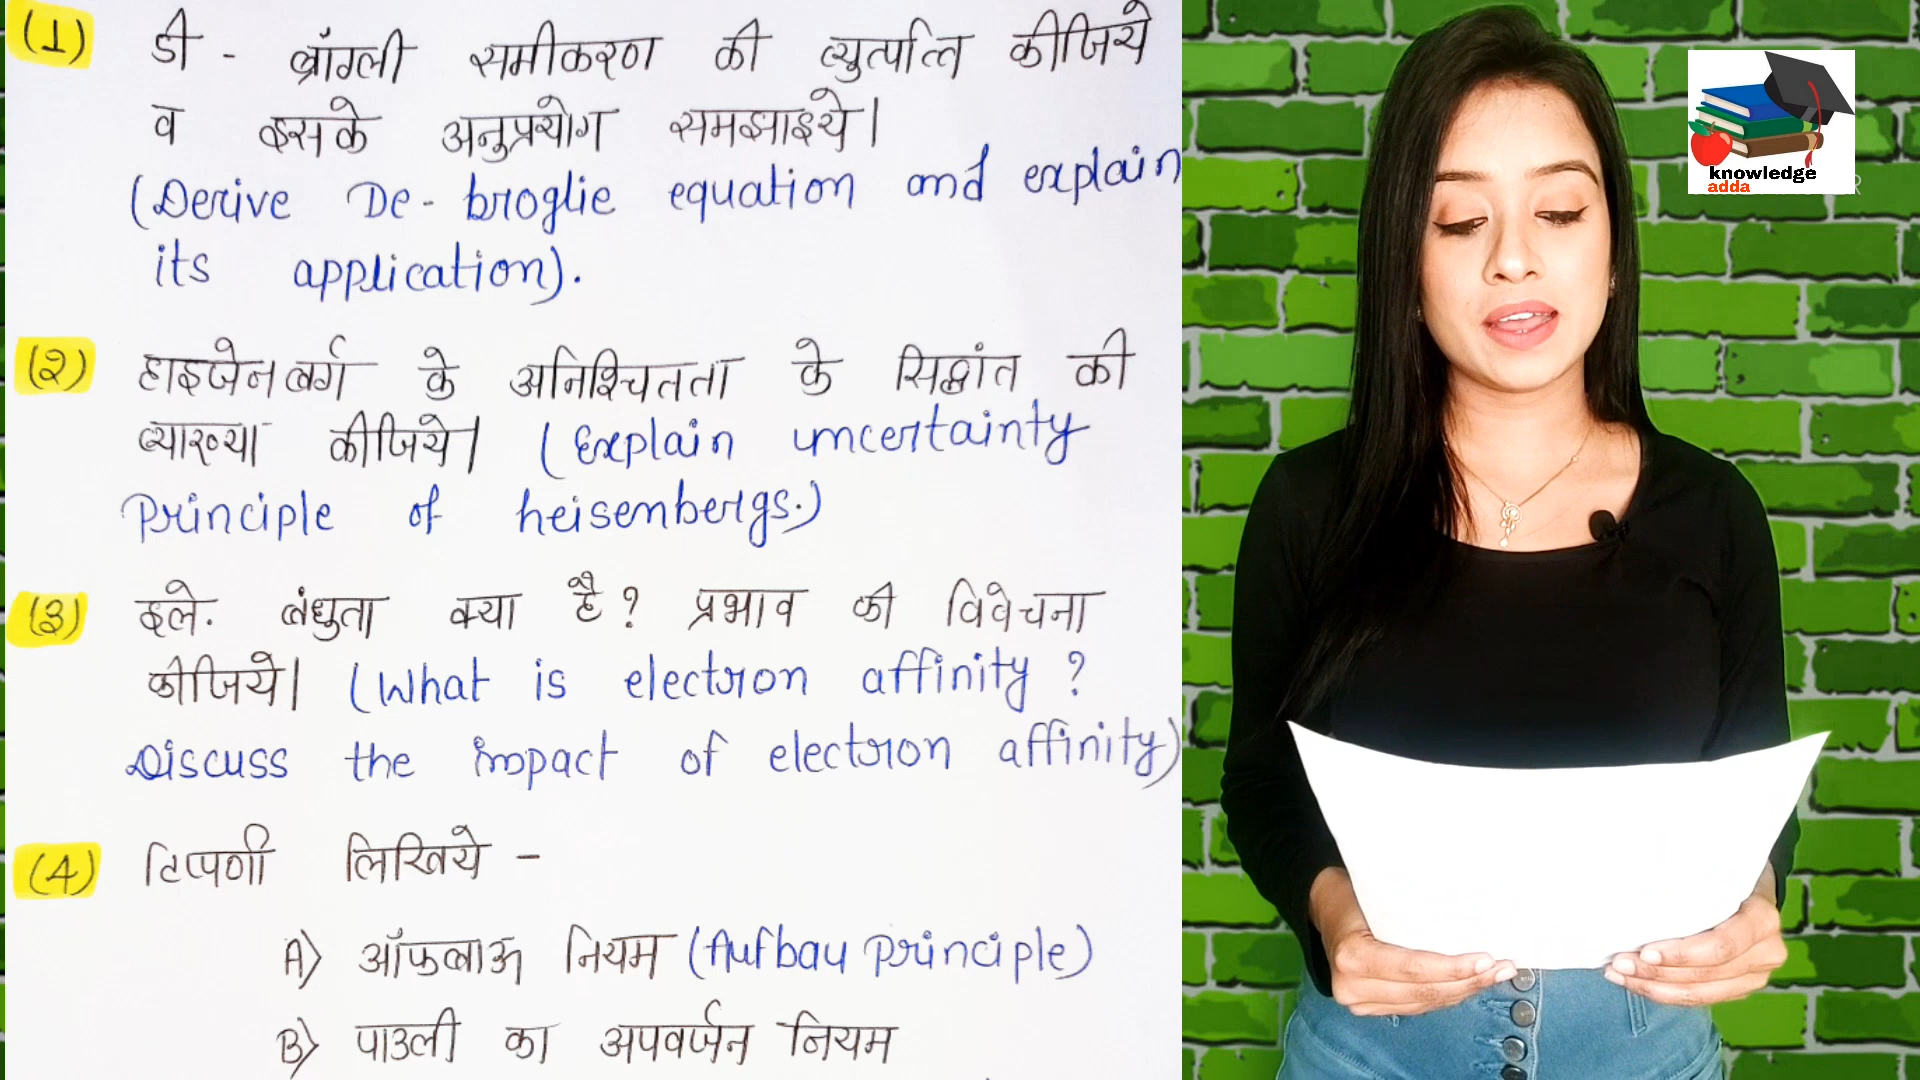 (1) डी - ब्रॉग्ली समीकरण की व्युत्पत्ति कीजिये
व इसके अनुप्रयोग समझाइये।
(Derive De - broglie equation and explain
its application).
(2) हाइजेनबर्ग के अनिश्चितता के सिद्धांत की
व्याख्या कीजिये। (Explain uncertainty
Principle of heisenbergs.)
(3) इले. बंधुता क्या है? प्रभाव की विवेचना
कीजिये। (What is electron affinity ?
Discuss the impact of electron affinity)
(4) टिप्पणी लिखिये -
A) ऑफबाऊ नियम (Aufbau principle)
B) पाउली का अपवर्जन नियम
knowledge
adda